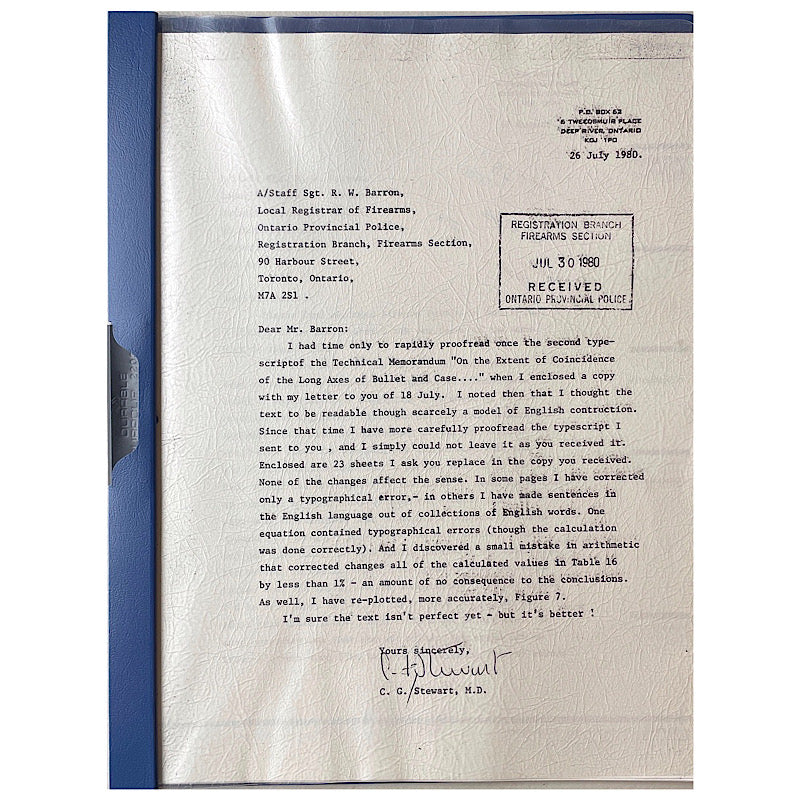 P.O. BOX 62
6 TWEEDSMUIR PLACE
DEEP RIVER, ONTARIO
K0J 1P0
26 July 1980.
A/Staff Sgt. R. W. Barron,
Local Registrar of Firearms,
Ontario Provincial Police,
Registration Branch, Firearms Section,
90 Harbour Street,
Toronto, Ontario,
M7A 2S1 .
REGISTRATION BRANCH
FIREARMS SECTION
JUL 30 1980
RECEIVED
ONTARIO PROVINCIAL POLICE
Dear Mr. Barron:
I had time only to rapidly proofread once the second type-
scriptof the Technical Memorandum "On the Extent of Coincidence
of the Long Axes of Bullet and Case...." when I enclosed a copy
with my letter to you of 18 July. I noted then that I thought the
text to be readable though scarcely a model of English contruction.
Since that time I have more carefully proofread the typescript I
sent to you , and I simply could not leave it as you received it.
Enclosed are 23 sheets I ask you replace in the copy you received.
None of the changes affect the sense. In some pages I have corrected
only a typographical error,- in others I have made sentences in
the English language out of collections of English words. One
equation contained typographical errors (though the calculation
was done correctly). And I discovered a small mistake in arithmetic
that corrected changes all of the calculated values in Table 16
by less than 1% - an amount of no consequence to the conclusions.
As well, I have re-plotted, more accurately, Figure 7.
I'm sure the text isn't perfect yet - but it's better !
Yours sincerely,
C. G. Stewart
C. G. Stewart, M.D.
DURABLE